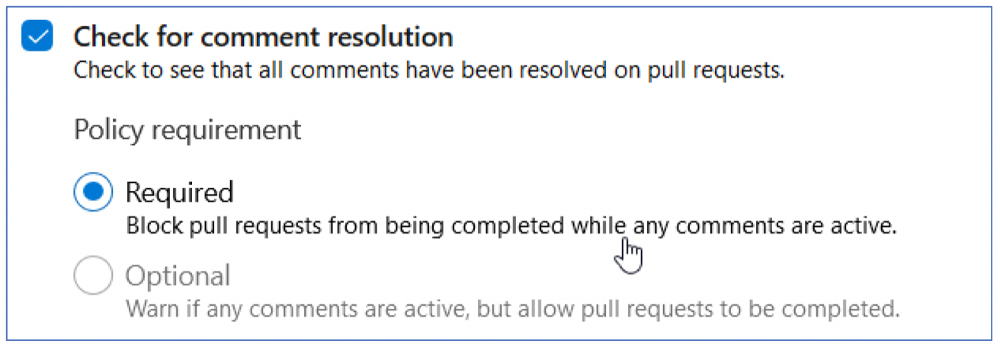 Check for comment resolution
Check to see that all comments have been resolved on pull requests.
Policy requirement
Required
Block pull requests from being completed while any comments are active.
Optional
Warn if any comments are active, but allow pull requests to be completed.